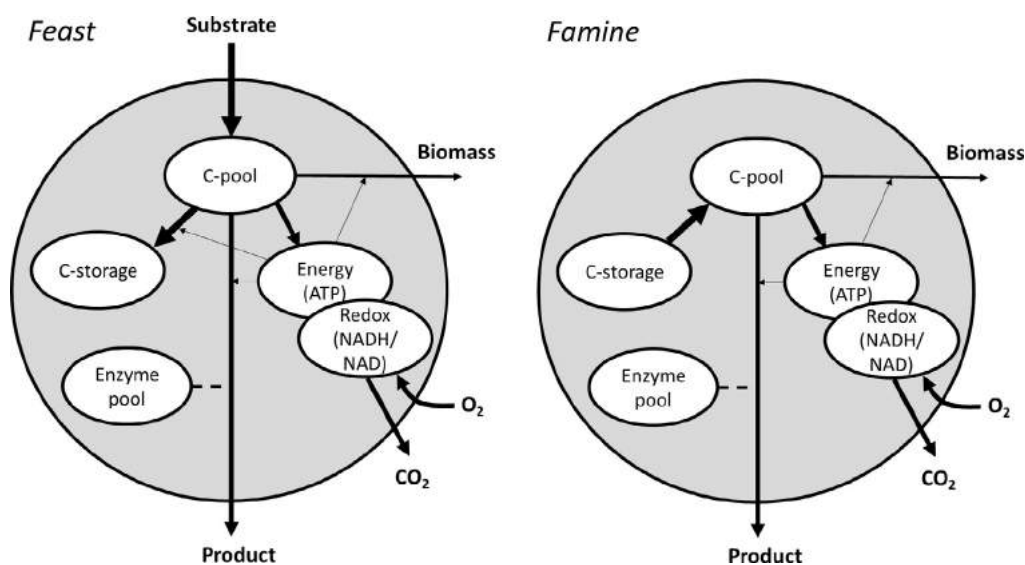 Feast
Substrate
C-pool
Biomass
C-storage
Energy
(ATP)
Redox
(NADH/
NAD)
Enzyme
pool
O₂
CO₂
Product
Famine
C-pool
Biomass
C-storage
Energy
(ATP)
Redox
(NADH/
NAD)
Enzyme
pool
O₂
CO₂
Product